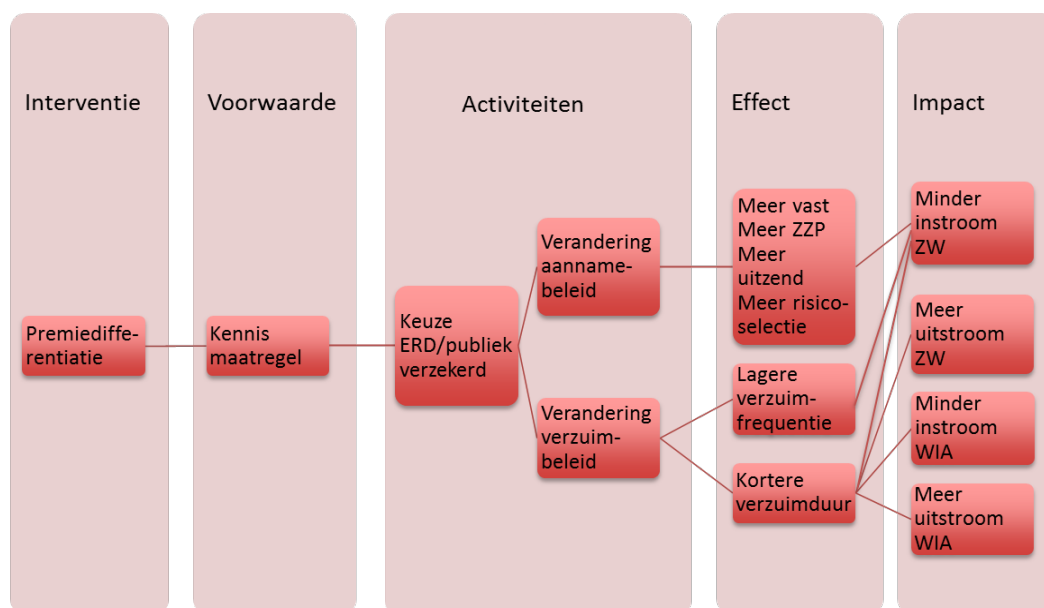 Interventie
Voorwaarde
Activiteiten
Effect
Impact
Premiediffe-
rentiatie
Kennis
maatregel
Keuze
ERD/publiek
verzekerd
Verandering
aanname-
beleid
Verandering
verzuim-
beleid
Meer vast
Meer ZZP
Meer
uitzend
Meer risico-
selectie
Lagere
verzuim-
frequentie
Kortere
verzuimduur
Minder
instroom
ZW
Meer
uitstroom
ZW
Minder
instroom
WIA
Meer
uitstroom
WIA